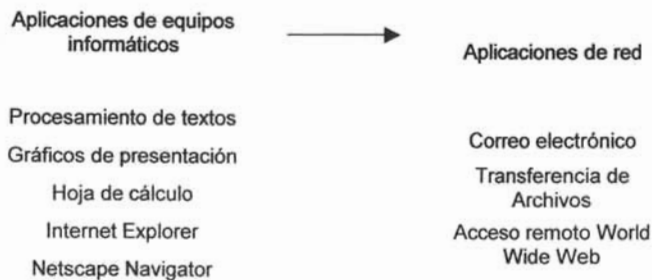 Aplicaciones de equipos
informáticos
Aplicaciones de red
Procesamiento de textos
Gráficos de presentación
Hoja de cálculo
Internet Explorer
Netscape Navigator
Correo electrónico
Transferencia de
Archivos
Acceso remoto World
Wide Web